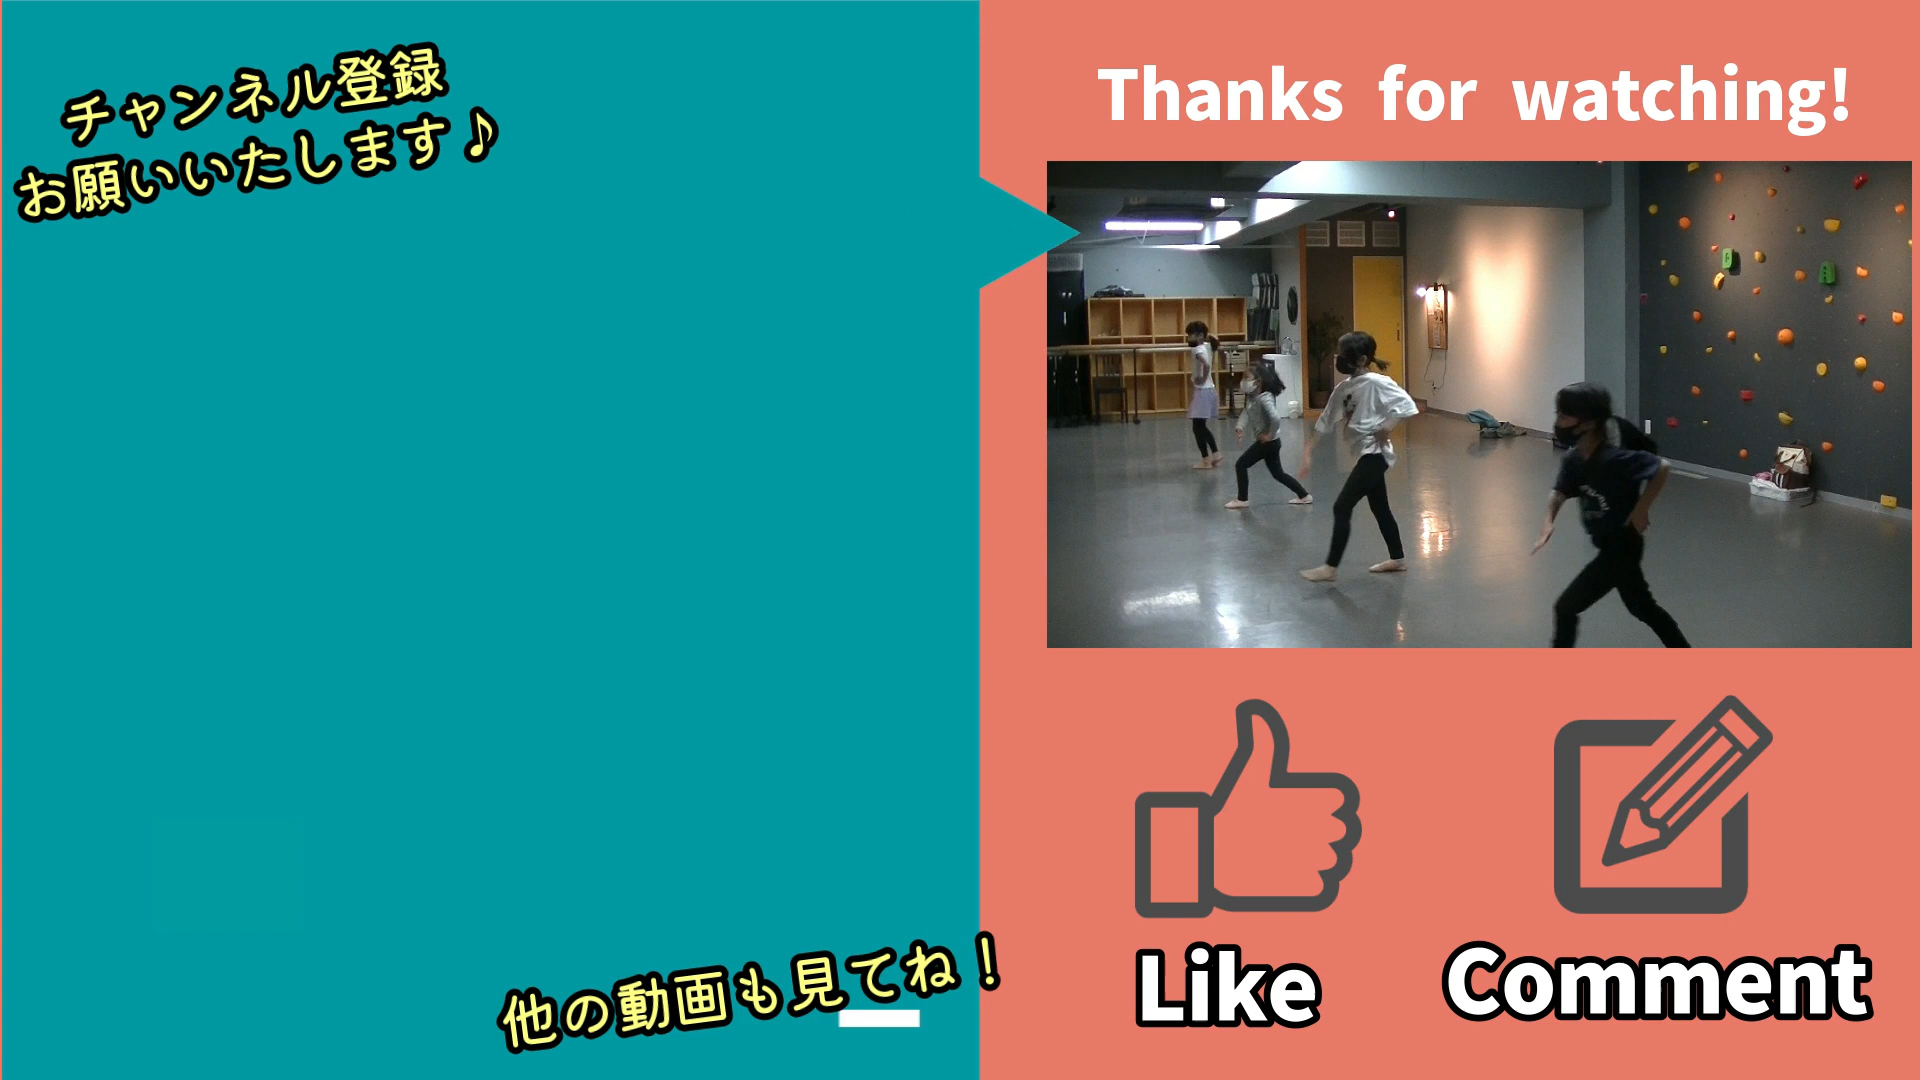 チャンネル登録
お願いいたします♪
Thanks for watching!
他の動画も見てね！
Like
Comment